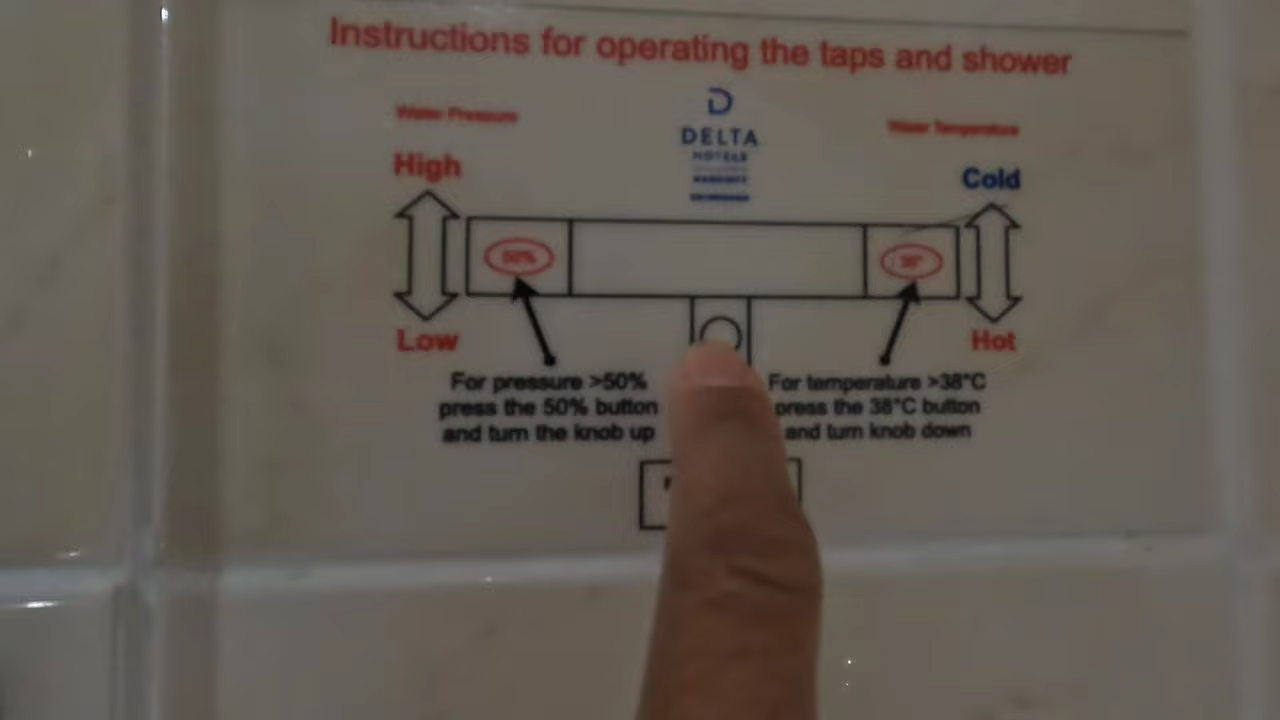 Instructions for operating the taps and shower
Water Pressure
Water Temperature
D
DELTA
HOTELS
High
Cold
50%
38°
Low
Hot
For pressure >50%
press the 50% button
and turn the knob up
For temperature >38°C
press the 38°C button
and turn knob down